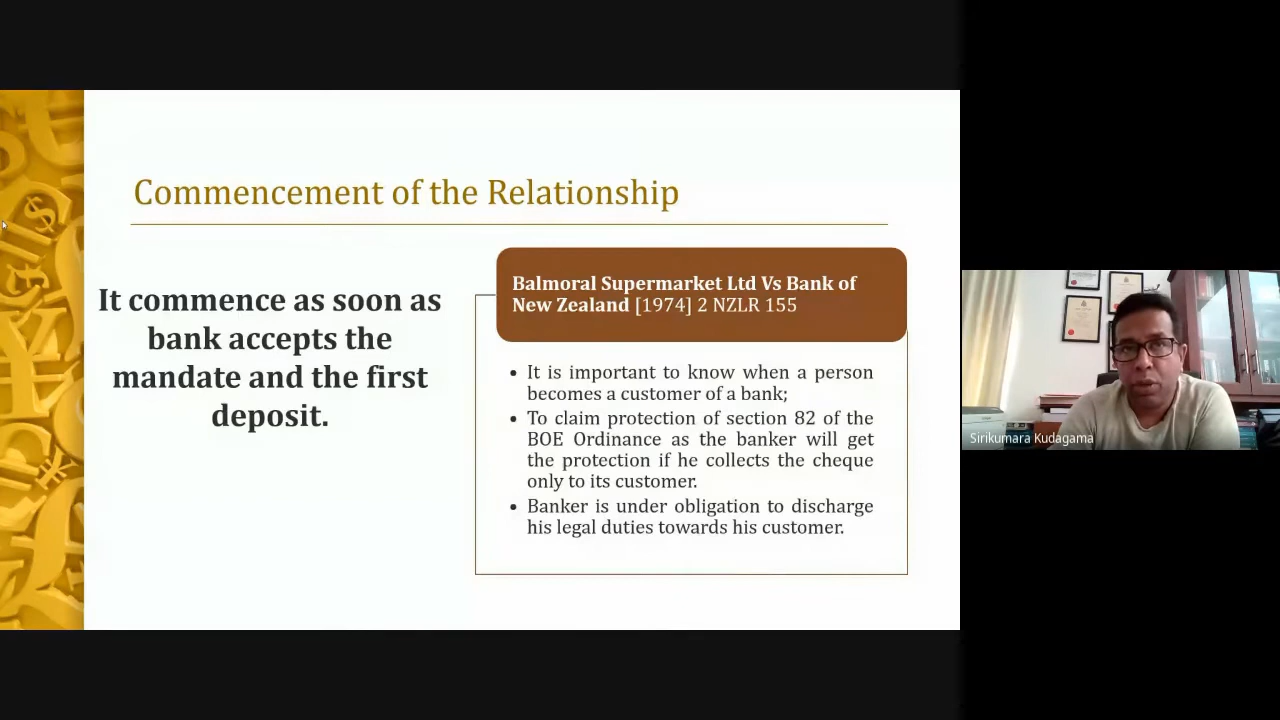 Commencement of the Relationship
It commence as soon as
bank accepts the
mandate and the first
deposit.
Balmoral Supermarket Ltd Vs Bank of
New Zealand [1974] 2 NZLR 155
• It is important to know when a person
becomes a customer of a bank;
• To claim protection of section 82 of the
BOE Ordinance as the banker will get
the protection if he collects the cheque
only to its customer.
• Banker is under obligation to discharge
his legal duties towards his customer.
Sirikumara Kudagama